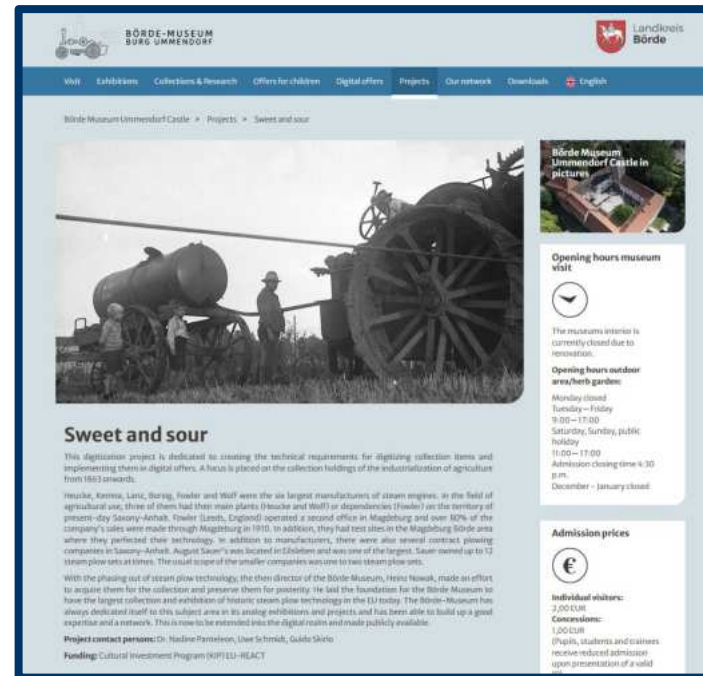 BÖRDE-MUSEUM
BURG UMMENDORF
Landkreis
Börde
Visit Exhibitions Collections & Research Offers for children Digital offers Projects Our network Downloads English
Börde Museum Ummendorf Castle > Projects > Sweet and sour
Sweet and sour
This digitization project is dedicated to creating the technical requirements for digitizing collection items and
implementing them in digital offers. A focus is placed on the collection holdings of the industrialization of agriculture
from 1863 onwards.
Heucke, Kemna, Lanz, Borsig, Fowler and Wolf were the six largest manufacturers of steam engines. In the field of
agricultural use, three of them had their main plants (Heucke and Wolf) or dependencies (Fowler) on the territory of
present-day Saxony-Anhalt. Fowler (Leeds, England) operated a second office in Magdeburg and over 80% of the
company's sales were made through Magdeburg in 1910. In addition, they had test sites in the Magdeburg Börde area
where they perfected their technology. In addition to manufacturers, there were also several contract plowing
companies in Saxony-Anhalt. August Sauer's was located in Eilsleben and was one of the largest. Sauer owned up to 12
steam plow sets at times. The usual scope of the smaller companies was one to two steam plow sets.
With the phasing out of steam plow technology, the then director of the Börde Museum, Heinz Nowak, made an effort
to acquire them for the collection and preserve them for posterity. He laid the foundation for the Börde Museum to
have the largest collection and exhibition of historic steam plow technology in the EU today. The Börde-Museum has
always dedicated itself to this subject area in its analog exhibitions and projects and has been able to build up a good
expertise and a network. This is now to be extended into the digital realm and made publicly available.
Project contact persons: Dr. Nadine Panteleon, Uwe Schmidt, Guido Skirlo
Funding: Cultural Investment Program (KIP) EU-REACT
Börde Museum
Ummendorf Castle in
pictures
Opening hours museum
visit
The museums interior is
currently closed due to
renovation.
Opening hours outdoor
area/herb garden:
Monday closed
Tuesday – Friday
9:00 – 17:00
Saturday, Sunday, public
holiday
11:00 – 17:00
Admission closing time 4:30
p.m.
December - January closed
Admission prices
€
Individual visitors:
2,00 EUR
Concessions:
1,00 EUR
(Pupils, students and trainees
receive reduced admission
upon presentation of a valid